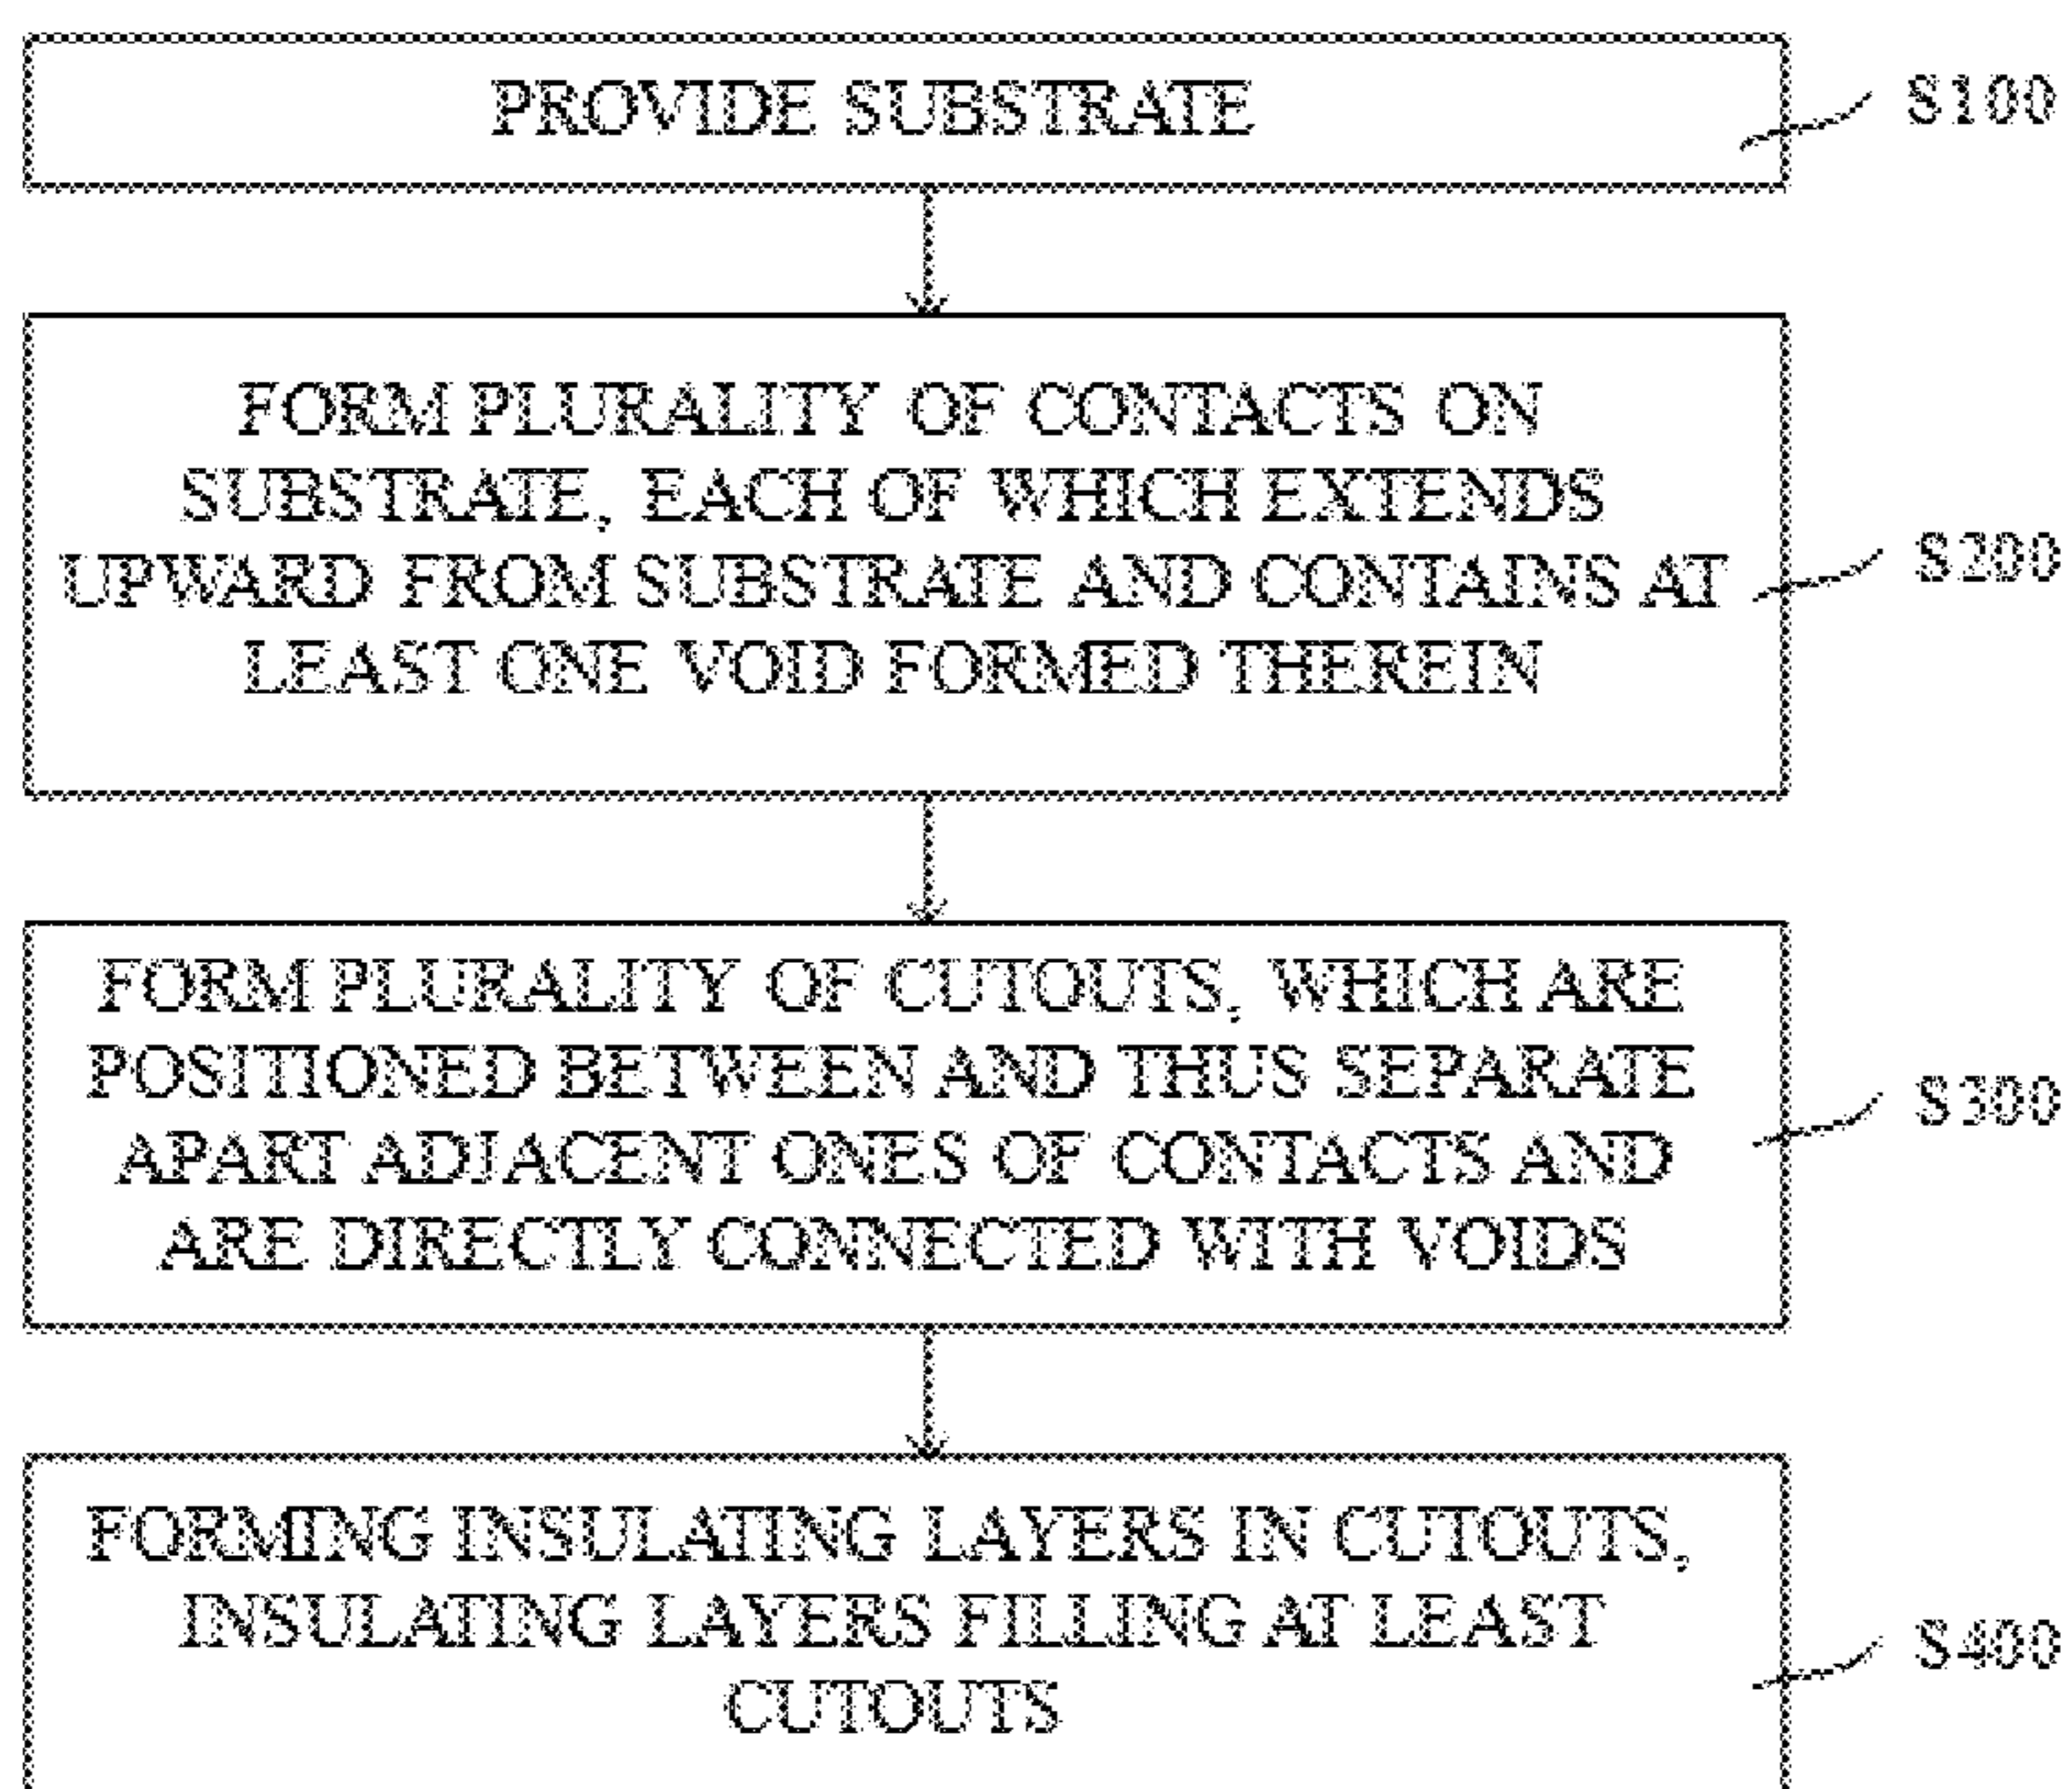 PROVIDE SUBSTRATE
S100
FORM PLURALITY OF CONTACTS ON
SUBSTRATE, EACH OF WHICH EXTENDS
UPWARD FROM SUBSTRATE AND CONTAINS AT
LEAST ONE VOID FORMED THEREIN
S200
FORM PLURALITY OF CUTOUTS, WHICH ARE
POSITIONED BETWEEN AND THUS SEPARATE
APART ADJACENT ONES OF CONTACTS AND
ARE DIRECTLY CONNECTED WITH VOIDS
S300
FORMING INSULATING LAYERS IN CUTOUTS,
INSULATING LAYERS FILLING AT LEAST
CUTOUTS
S400